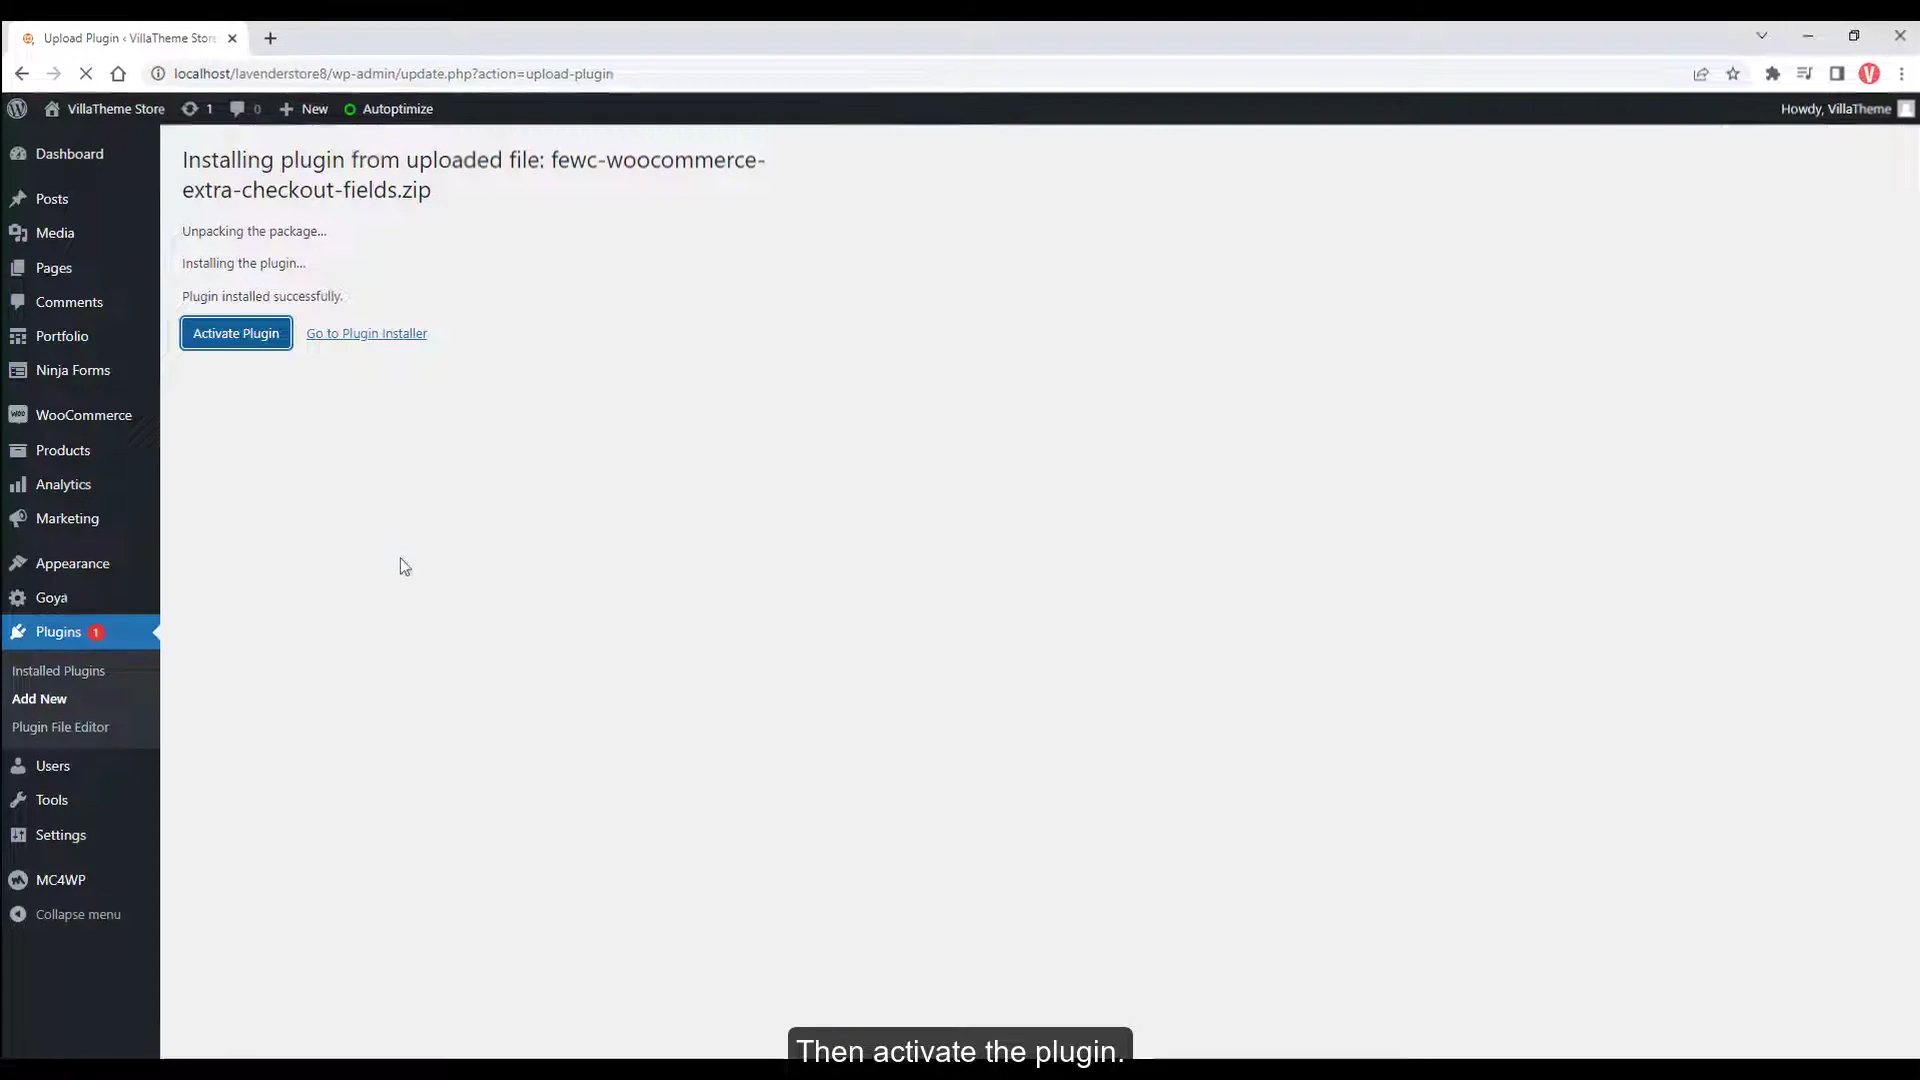 Upload Plugin ‹ VillaTheme Store
localhost/lavenderstore8/wp-admin/update.php?action=upload-plugin
V
VillaTheme Store 1 0 New Autoptimize Howdy, VillaTheme
Dashboard
Posts
Media
Pages
Comments
Portfolio
Ninja Forms
WooCommerce
Products
Analytics
Marketing
Appearance
Goya
Plugins 1
Installed Plugins
Add New
Plugin File Editor
Users
Tools
Settings
MC4WP
Collapse menu
Installing plugin from uploaded file: fewc-woocommerce-
extra-checkout-fields.zip
Unpacking the package…
Installing the plugin…
Plugin installed successfully.
Activate Plugin Go to Plugin Installer
Then activate the plugin.